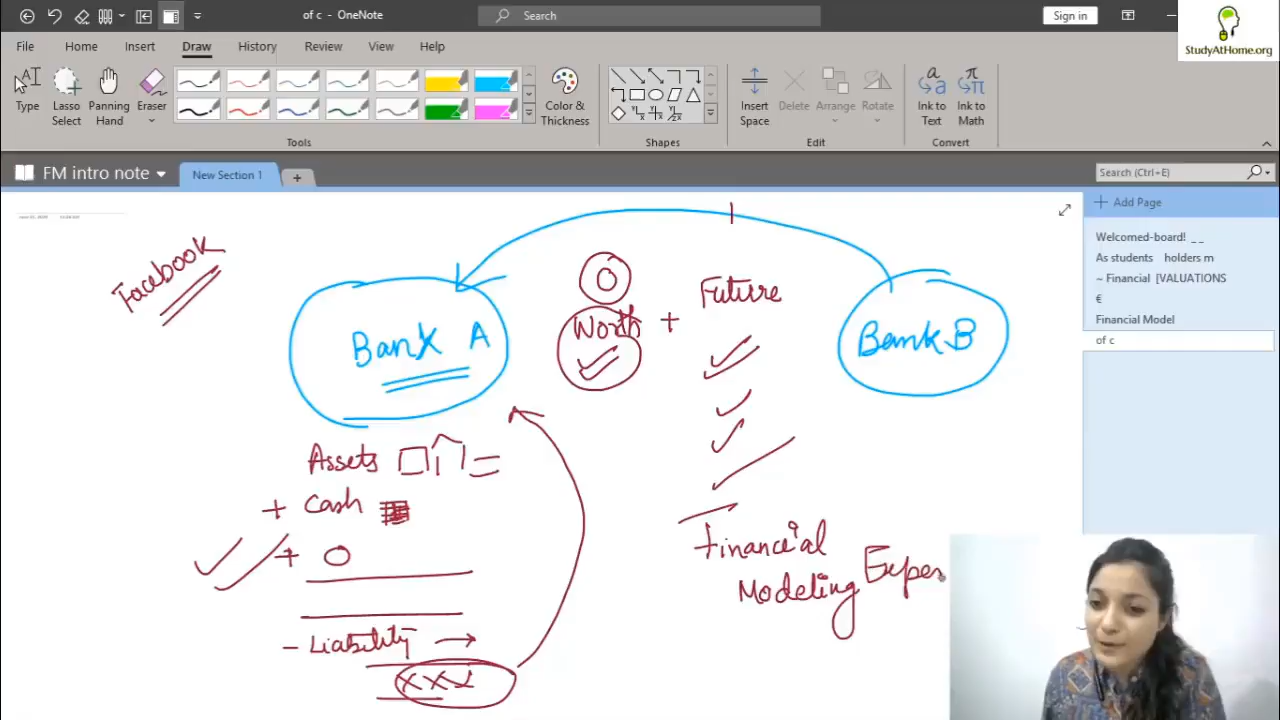 of c - OneNote
Search
Sign in
StudyAtHome.org
File Home Insert Draw History Review View Help
Type
Lasso Select
Panning Hand
Eraser
Color & Thickness
Insert Space
Delete
Arrange
Rotate
Ink to Text
Ink to Math
Tools
Shapes
Edit
Convert
FM intro note
New Section 1
+
Search (Ctrl+E)
Add Page
Welcomed-board! _ _
As students holders m
~ Financial [VALUATIONS
€
Financial Model
of c
Facebook
Bank A
Worth + Future
Bank B
Assets
+ Cash
+ O
- Liability →
XXX
Financial
Modeling Exper